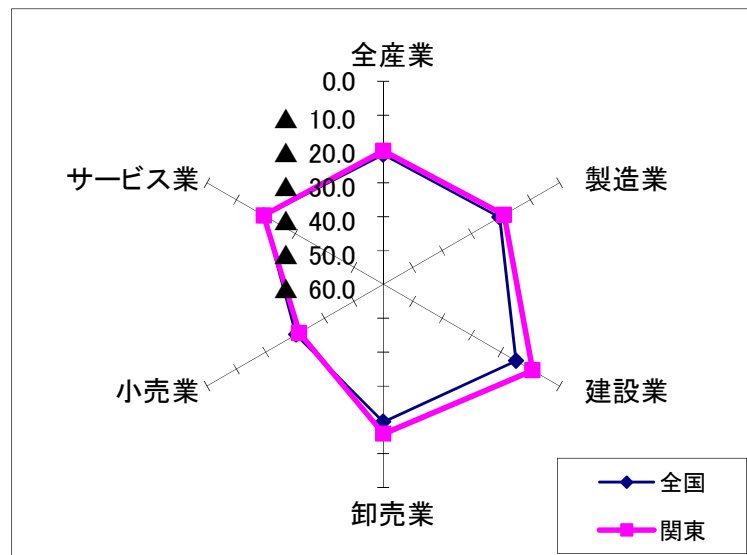 全産業
0.0
▲ 10.0
▲ 20.0
サービス業
製造業
▲ 30.0
▲ 40.0
▲ 50.0
▲ 60.0
小売業
建設業
卸売業
全国
関東